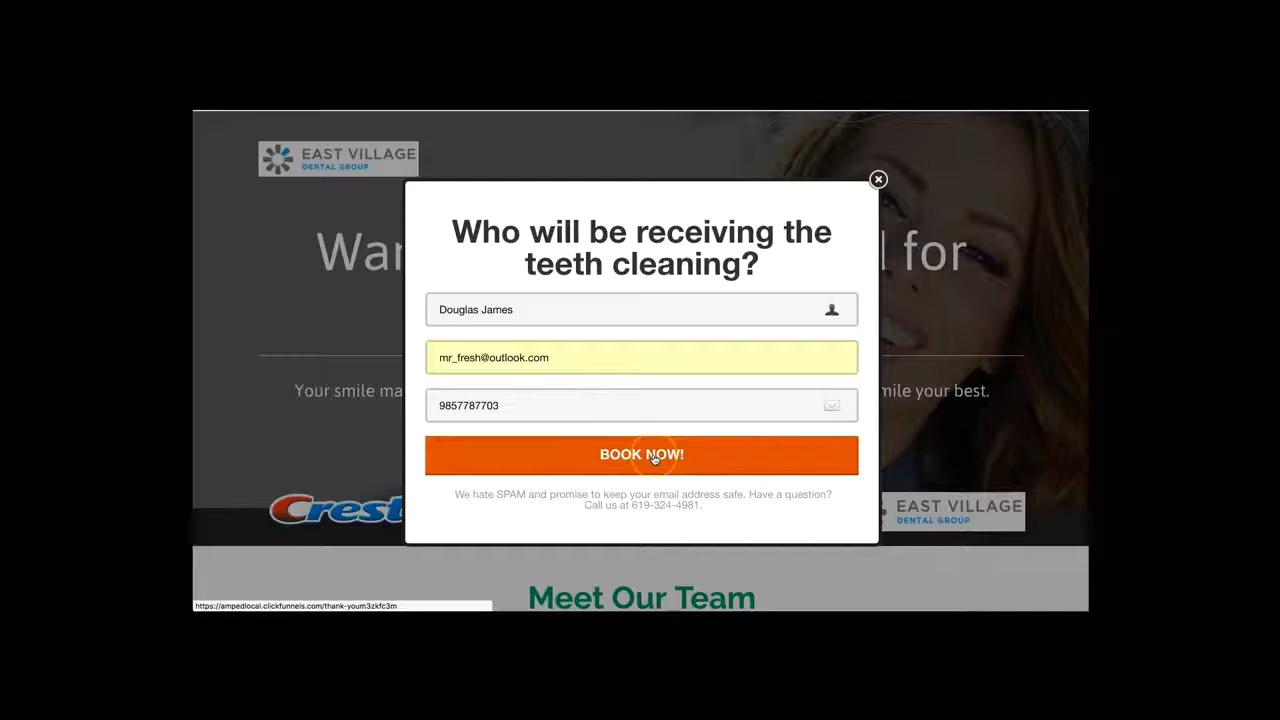 EAST VILLAGE
DENTAL GROUP
Who will be receiving the
teeth cleaning?
War
l for
Douglas James
mr_fresh@outlook.com
Your smile ma
mile your best.
9857787703
BOOK NOW!
We hate SPAM and promise to keep your email address safe. Have a question?
Call us at 619-324-4981.
Crest
EAST VILLAGE
DENTAL GROUP
Meet Our Team
https://ampedlocal.clickfunnels.com/thank-youm3zkfc3m